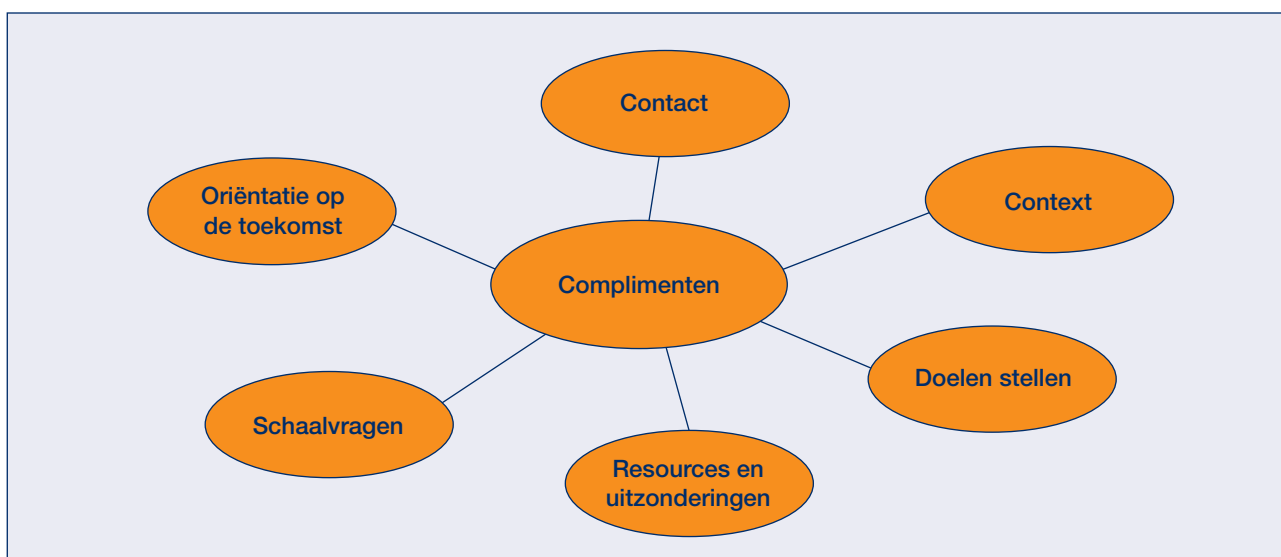 Contact
Oriëntatie op
de toekomst
Context
Complimenten
Doelen stellen
Schaalvragen
Resources en
uitzonderingen